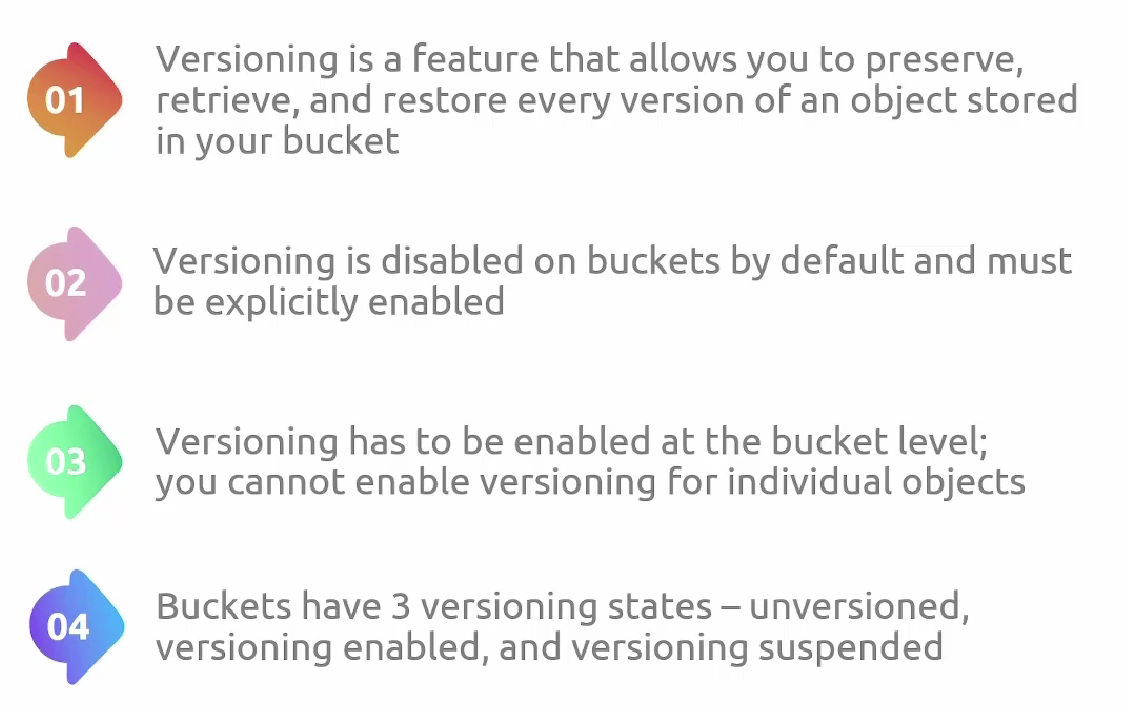 01
Versioning is a feature that allows you to preserve,
retrieve, and restore every version of an object stored
in your bucket
02
Versioning is disabled on buckets by default and must
be explicitly enabled
03
Versioning has to be enabled at the bucket level;
you cannot enable versioning for individual objects
04
Buckets have 3 versioning states – unversioned,
versioning enabled, and versioning suspended